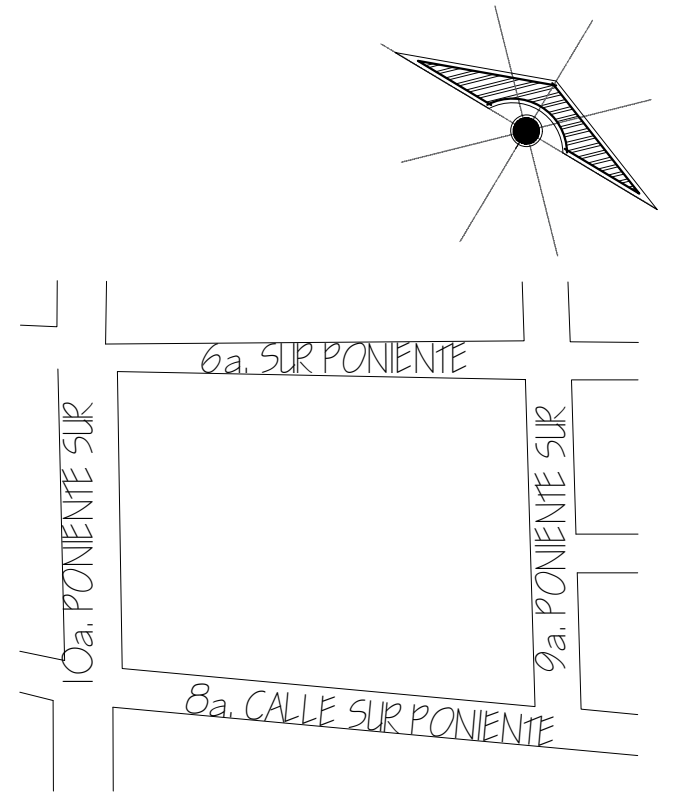 6a. SUR PONIENTE
10a. PONIENTE SUR
9a. PONIENTE SUR
8a. CALLE SUR PONIENTE